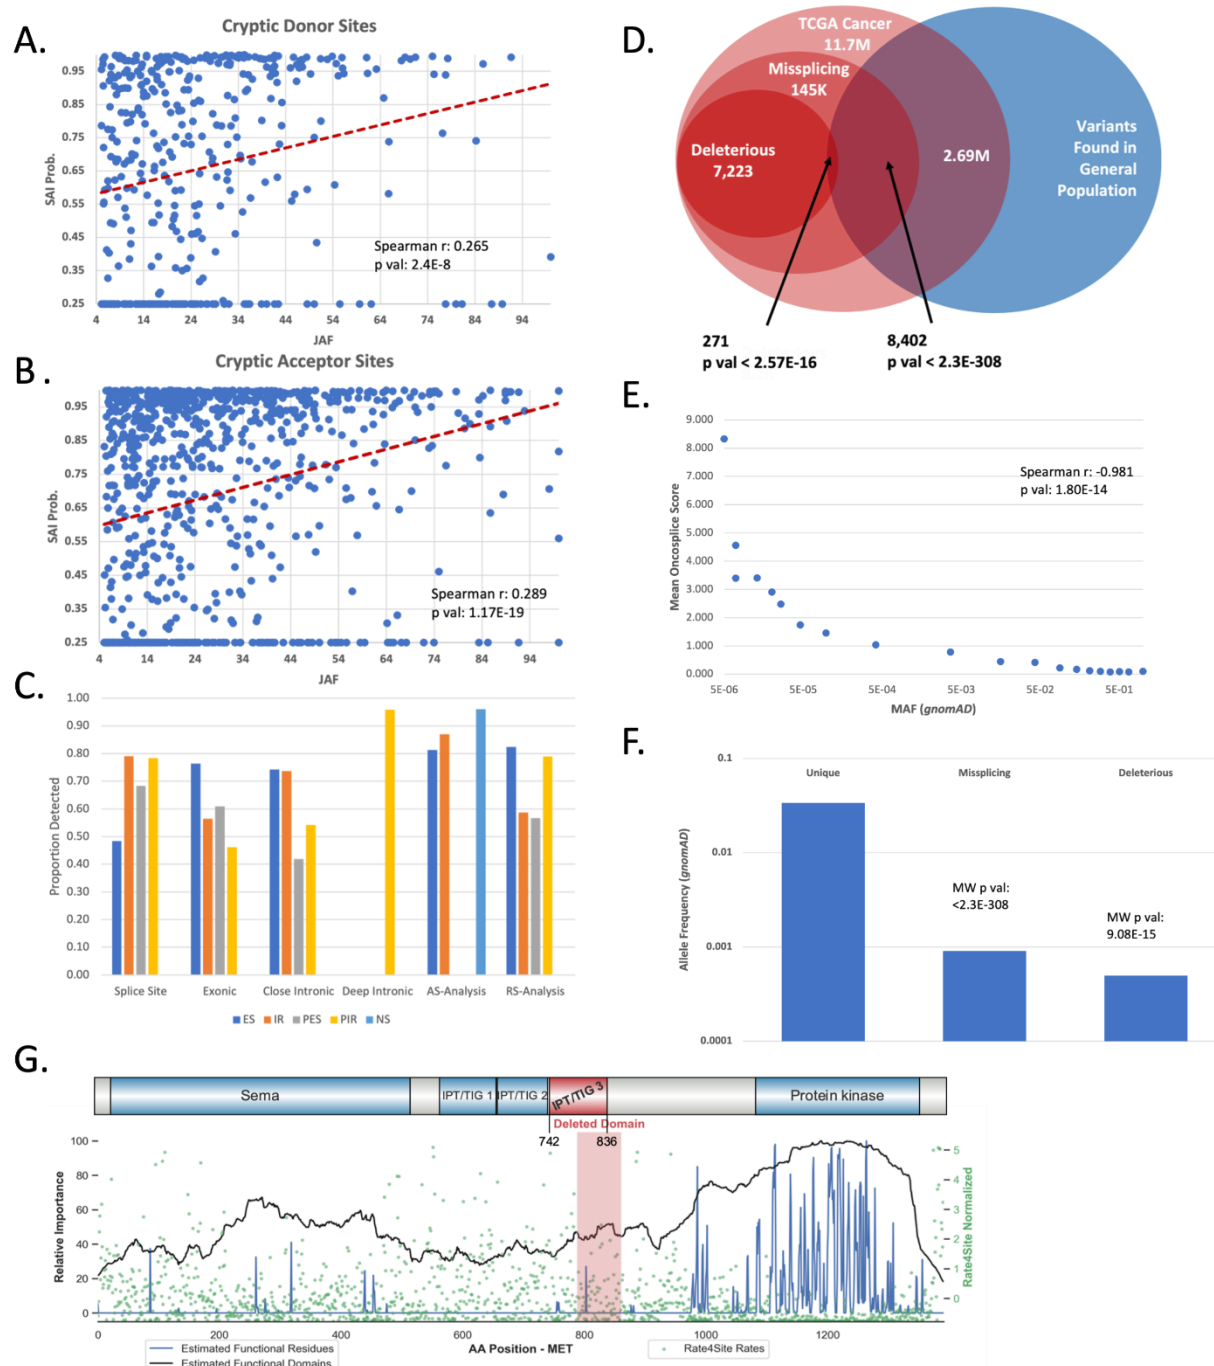 A.
Cryptic Donor Sites
0.95
0.85
0.75
0.65
0.55
0.45
0.35
0.25
SAI Prob.
Spearman r: 0.265
p val: 2.4E-8
4 14 24 34 44 54 64 74 84 94
JAF
B.
Cryptic Acceptor Sites
0.95
0.85
0.75
0.65
0.55
0.45
0.35
0.25
SAI Prob.
Spearman r: 0.289
p val: 1.17E-19
4 14 24 34 44 54 64 74 84 94
JAF
C.
1.00
0.90
0.80
0.70
0.60
0.50
0.40
0.30
0.20
0.10
0.00
Proportion Detected
Splice Site Exonic Close Intronic Deep Intronic AS-Analysis RS-Analysis
ES IR PES PIR NS
D.
TCGA Cancer
11.7M
Missplicing
145K
Deleterious
7,223
2.69M
Variants
Found in
General
Population
271
p val < 2.57E-16
8,402
p val < 2.3E-308
E.
9.000
8.000
7.000
6.000
5.000
4.000
3.000
2.000
1.000
0.000
Mean Oncosplice Score
Spearman r: -0.981
p val: 1.80E-14
5E-06 5E-05 5E-04 5E-03 5E-02 5E-01
MAF (gnomAD)
F.
0.1
0.01
0.001
0.0001
Allele Frequency (gnomAD)
Unique Missplicing Deleterious
MW p val:
<2.3E-308
MW p val:
9.08E-15
G.
Sema IPT/TIG 1 IPT/TIG 2 IPT/TIG 3 Protein kinase
Deleted Domain
742 836
100
80
60
40
20
0
Relative Importance
5
4
3
2
1
0
Rate4Site Normalized
0 200 400 600 800 1000 1200
AA Position - MET
Estimated Functional Residues
Estimated Functional Domains
Rate4Site Rates